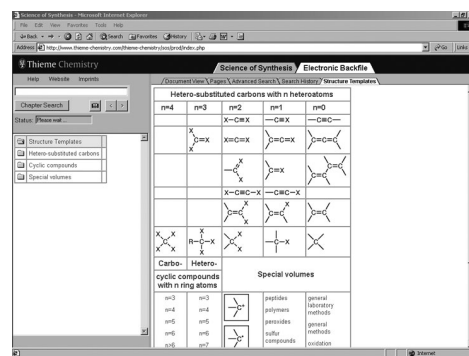 Science of Synthesis - Microsoft Internet Explorer
File Edit View Favorites Tools Help
Back Search Favorites History
Address http://www.thieme-chemistry.com/thieme-chemistry/sos/prod/index.php Go Links
Thieme Chemistry
Science of Synthesis Electronic Backfile
Help Website Imprints
Document View \ Pages \ Advanced Search \ Search History \ Structure Templates
Chapter Search
Status: Please wait...
Structure Templates
Hetero-substituted carbons
Cyclic compounds
Special volumes
Hetero-substituted carbons with n heteroatoms
n=4 n=3 n=2 n=1 n=0
X-C≡X -C≡X -C≡C-
X C=X X X=C=X C=C=X C=C=C
-C X X C=X C=C C=C
X-C≡C-X -C≡C-X
C=C X X C=C X C=C
X X C X X X R-C-X X C X X -C-X C
Carbo- Hetero-
cyclic compounds
with n ring atoms
Special volumes
n=3 n=3 C+ peptides general laboratory methods
n=4 n=4 polymers
n=5 n=5 peroxides general methods
n=6 n=6 C• sulfur compounds
n>6 n=7 oxidation
Internet